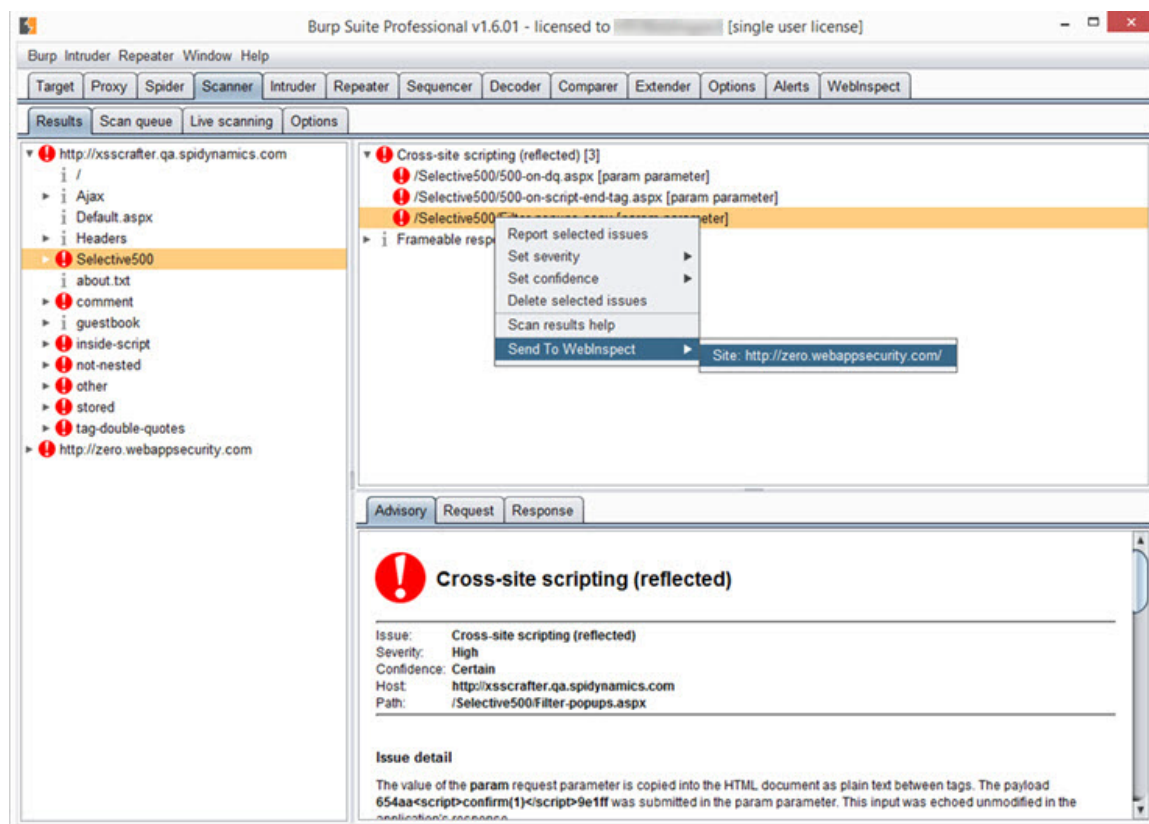 Burp Suite Professional v1.6.01 - licensed to [single user license]
Burp Intruder Repeater Window Help
Target Proxy Spider Scanner Intruder Repeater Sequencer Decoder Comparer Extender Options Alerts WebInspect
Results Scan queue Live scanning Options
http://xsscrafter.qa.spidynamics.com
/
Ajax
Default.aspx
Headers
Selective500
about.txt
comment
guestbook
inside-script
not-nested
other
stored
tag-double-quotes
http://zero.webappsecurity.com
Cross-site scripting (reflected) [3]
/Selective500/500-on-dq.aspx [param parameter]
/Selective500/500-on-script-end-tag.aspx [param parameter]
/Selective500/Filter-popups.aspx [param parameter]
Frameable resp
Report selected issues
Set severity
Set confidence
Delete selected issues
Scan results help
Send To WebInspect
Site: http://zero.webappsecurity.com/
Advisory Request Response
Cross-site scripting (reflected)
Issue: Cross-site scripting (reflected)
Severity: High
Confidence: Certain
Host: http://xsscrafter.qa.spidynamics.com
Path: /Selective500/Filter-popups.aspx
Issue detail
The value of the param request parameter is copied into the HTML document as plain text between tags. The payload
654aa<script>confirm(1)</script>9e1ff was submitted in the param parameter. This input was echoed unmodified in the
application's response.